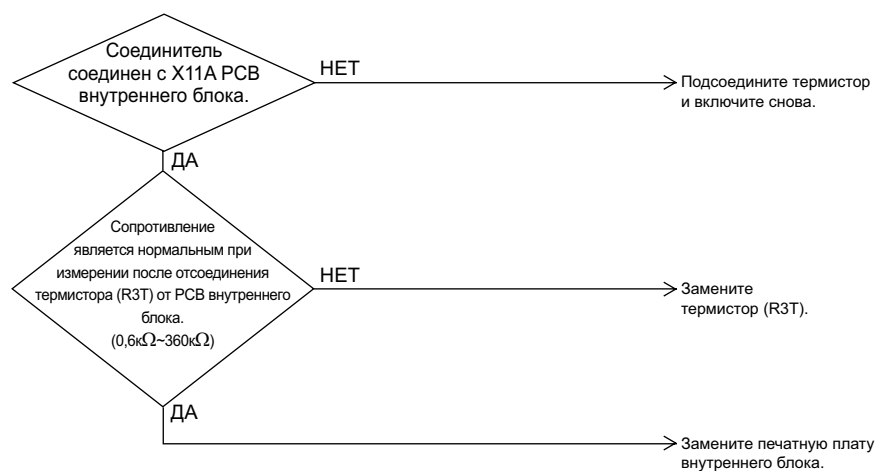 Соединитель
соединен с X11A PCB
внутреннего блока.
НЕТ
Подсоедините термистор
и включите снова.
ДА
Сопротивление
является нормальным при
измерении после отсоединения
термистора (R3T) от PCB внутреннего
блока.
(0,6кΩ~360кΩ)
НЕТ
Замените
термистор (R3T).
ДА
Замените печатную плату
внутреннего блока.